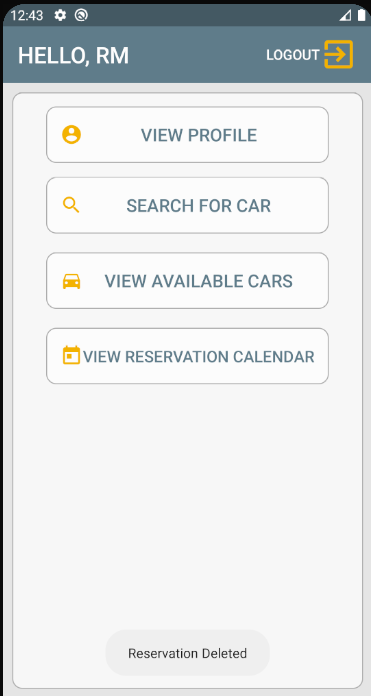 12:43
HELLO, RM
LOGOUT
VIEW PROFILE
SEARCH FOR CAR
VIEW AVAILABLE CARS
VIEW RESERVATION CALENDAR
Reservation Deleted